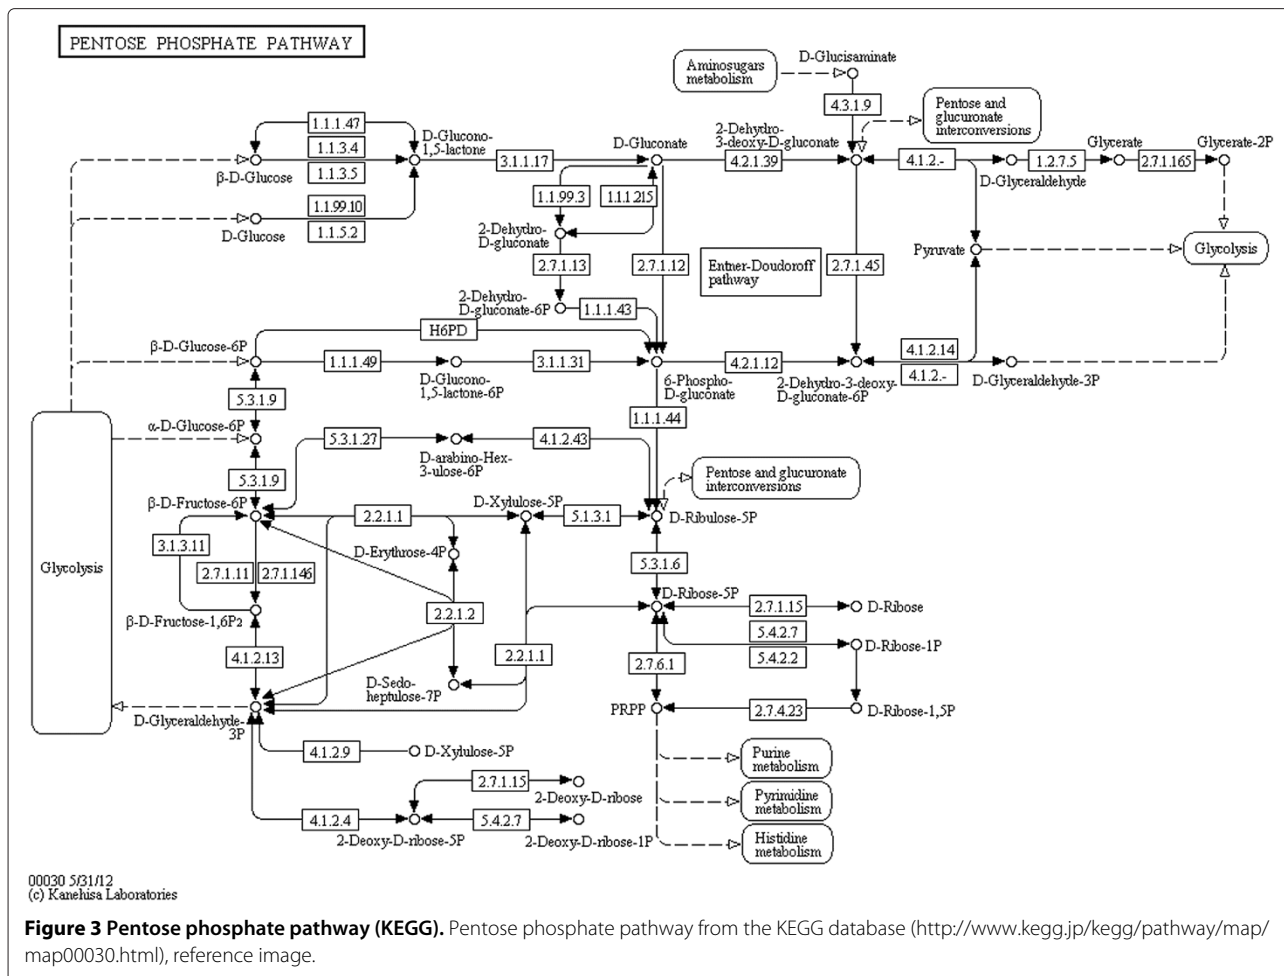 PENTOSE PHOSPHATE PATHWAY
Aminosugars
metabolism
D-Glucisaminate
4.3.1.9
Pentose and
glucuronate
interconversions
1.1.1.47
1.1.3.4
β-D-Glucose
1.1.3.5
D-Glucono-
1,5-lactone
3.1.1.17
D-Gluconate
2-Dehydro-
3-deoxy-D-gluconate
4.2.1.39
4.1.2.-
D-Glyceraldehyde
1.2.7.5
Glycerate
2.7.1.165
Glycerate-2P
1.1.99.10
D-Glucose
1.1.5.2
1.1.99.3
1.1.1.215
2-Dehydro-
D-gluconate
2.7.1.13
2.7.1.12
Entner-Doudoroff
pathway
2.7.1.45
Pyruvate
Glycolysis
2-Dehydro-
D-gluconate-6P
1.1.1.43
H6PD
β-D-Glucose-6P
1.1.1.49
D-Glucono-
1,5-lactone-6P
3.1.1.31
6-Phospho-
D-gluconate
4.2.1.12
2-Dehydro-3-deoxy-
D-gluconate-6P
4.1.2.14
4.1.2.-
D-Glyceraldehyde-3P
5.3.1.9
1.1.1.44
α-D-Glucose-6P
5.3.1.27
D-arabino-Hex-
3-ulose-6P
4.1.2.43
5.3.1.9
Pentose and glucuronate
interconversions
β-D-Fructose-6P
2.2.1.1
D-Xylulose-5P
5.1.3.1
D-Ribulose-5P
3.1.3.11
2.7.1.11
2.7.1.146
D-Erythrose-4P
5.3.1.6
Glycolysis
β-D-Fructose-1,6P2
2.2.1.2
D-Ribose-5P
2.7.1.15
D-Ribose
5.4.2.7
5.4.2.2
D-Ribose-1P
4.1.2.13
2.2.1.1
2.7.6.1
D-Sedo-
heptulose-7P
D-Glyceraldehyde-
3P
PRPP
2.7.4.23
D-Ribose-1,5P
4.1.2.9
D-Xylulose-5P
Purine
metabolism
2.7.1.15
2-Deoxy-D-ribose
Pyrimidine
metabolism
4.1.2.4
2-Deoxy-D-ribose-5P
5.4.2.7
2-Deoxy-D-ribose-1P
Histidine
metabolism
00030 5/31/12
(c) Kanehisa Laboratories
Figure 3 Pentose phosphate pathway (KEGG). Pentose phosphate pathway from the KEGG database (http://www.kegg.jp/kegg/pathway/map/
map00030.html), reference image.